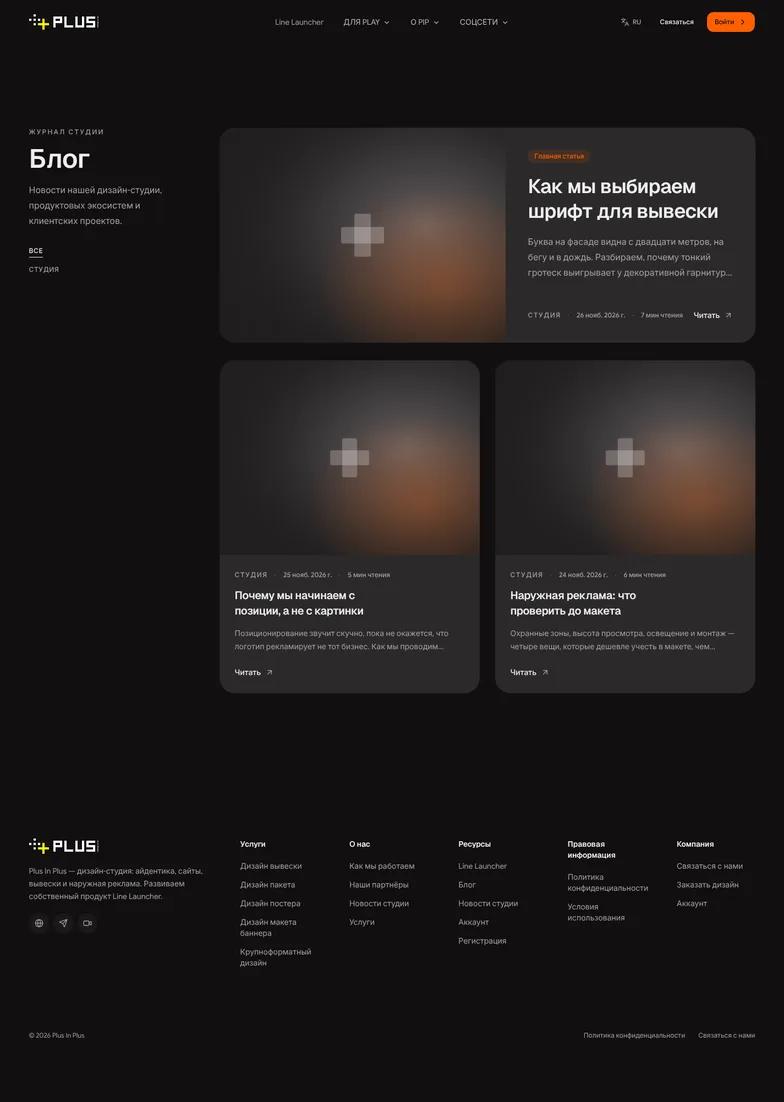 PLUS
Line Launcher
ДЛЯ PLAY
О PIP
СОЦСЕТИ
RU
Связаться
Войти
ЖУРНАЛ СТУДИИ
Блог
Новости нашей дизайн-студии,
продуктовых экосистем и
клиентских проектов.
ВСЕ
СТУДИЯ
Главная статья
Как мы выбираем
шрифт для вывески
Буква на фасаде видна с двадцати метров, на
бегу и в дождь. Разбираем, почему тонкий
гротеск выигрывает у декоративной гарнитур...
СТУДИЯ · 26 нояб. 2026 г. · 7 мин чтения Читать
СТУДИЯ · 25 нояб. 2026 г. · 5 мин чтения
Почему мы начинаем с
позиции, а не с картинки
Позиционирование звучит скучно, пока не окажется, что
логотип рекламирует не тот бизнес. Как мы проводим...
Читать
СТУДИЯ · 24 нояб. 2026 г. · 6 мин чтения
Наружная реклама: что
проверить до макета
Охранные зоны, высота просмотра, освещение и монтаж —
четыре вещи, которые дешевле учесть в макете, чем...
Читать
PLUS
Plus In Plus — дизайн-студия: айдентика, сайты,
вывески и наружная реклама. Развиваем
собственный продукт Line Launcher.
Услуги
Дизайн вывески
Дизайн пакета
Дизайн постера
Дизайн макета
баннера
Крупноформатный
дизайн
О нас
Как мы работаем
Наши партнёры
Новости студии
Услуги
Ресурсы
Line Launcher
Блог
Новости студии
Аккаунт
Регистрация
Правовая
информация
Политика
конфиденциальности
Условия
использования
Компания
Связаться с нами
Заказать дизайн
Аккаунт
© 2026 Plus In Plus
Политика конфиденциальности
Связаться с нами